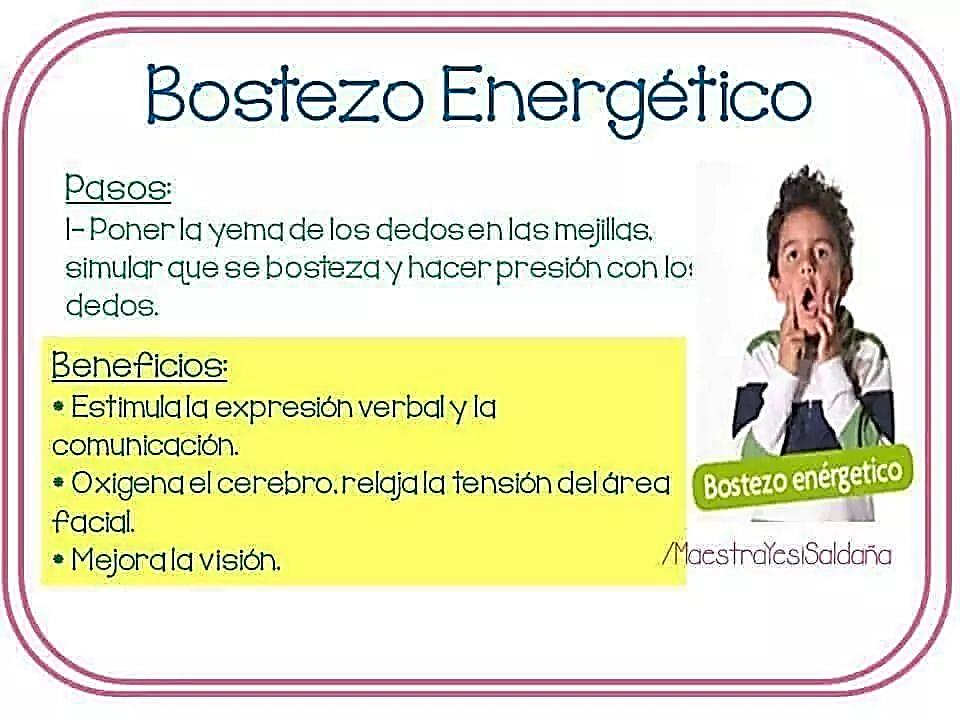 Bostezo Energético
Pasos:
1- Poner la yema de los dedos en las mejillas,
simular que se bosteza y hacer presión con los
dedos.
Beneficios:
• Estimula la expresión verbal y la
comunicación.
• Oxigena el cerebro, relaja la tensión del área
facial.
• Mejora la visión.
Bostezo enérgetico
/MaestraYesiSaldaña